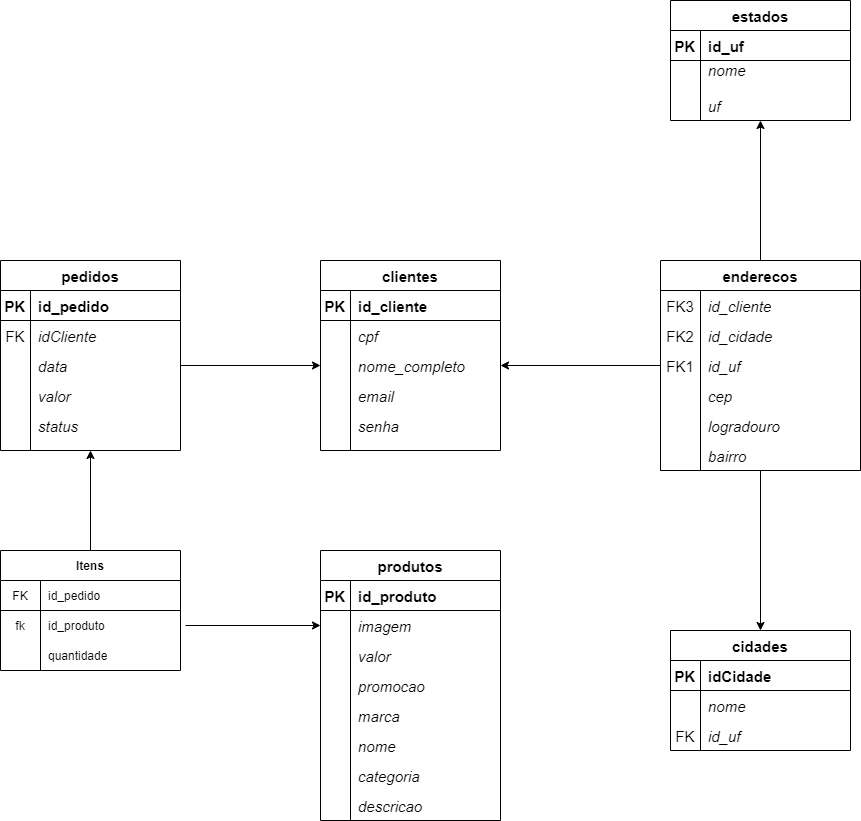 estados
PK id_uf
nome
uf
pedidos
PK id_pedido
FK idCliente
data
valor
status
clientes
PK id_cliente
cpf
nome_completo
email
senha
enderecos
FK3 id_cliente
FK2 id_cidade
FK1 id_uf
cep
logradouro
bairro
Itens
FK id_pedido
fk id_produto
quantidade
produtos
PK id_produto
imagem
valor
promocao
marca
nome
categoria
descricao
cidades
PK idCidade
nome
FK id_uf